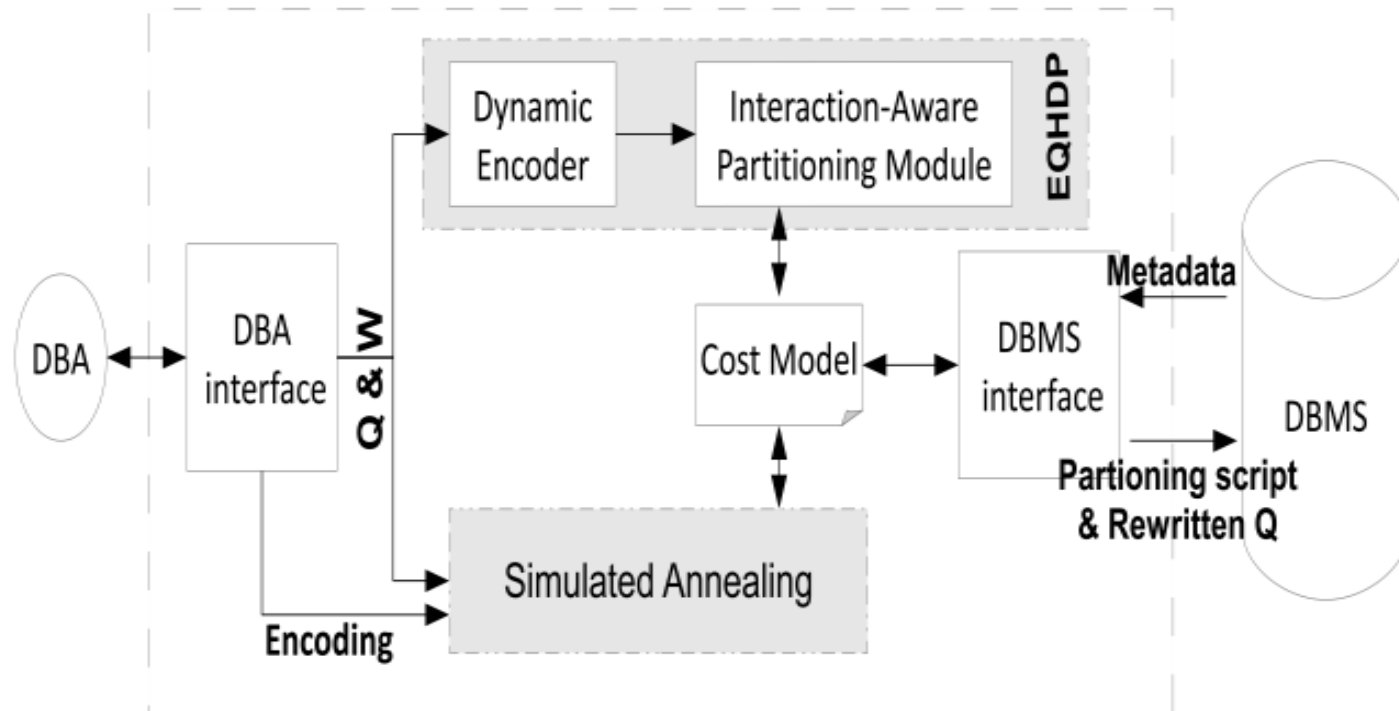 Dynamic
Encoder
Interaction-Aware
Partitioning Module
EQHDP
DBA
DBA
interface
Q & W
Cost Model
DBMS
interface
Metadata
DBMS
Partioning script
& Rewritten Q
Simulated Annealing
Encoding